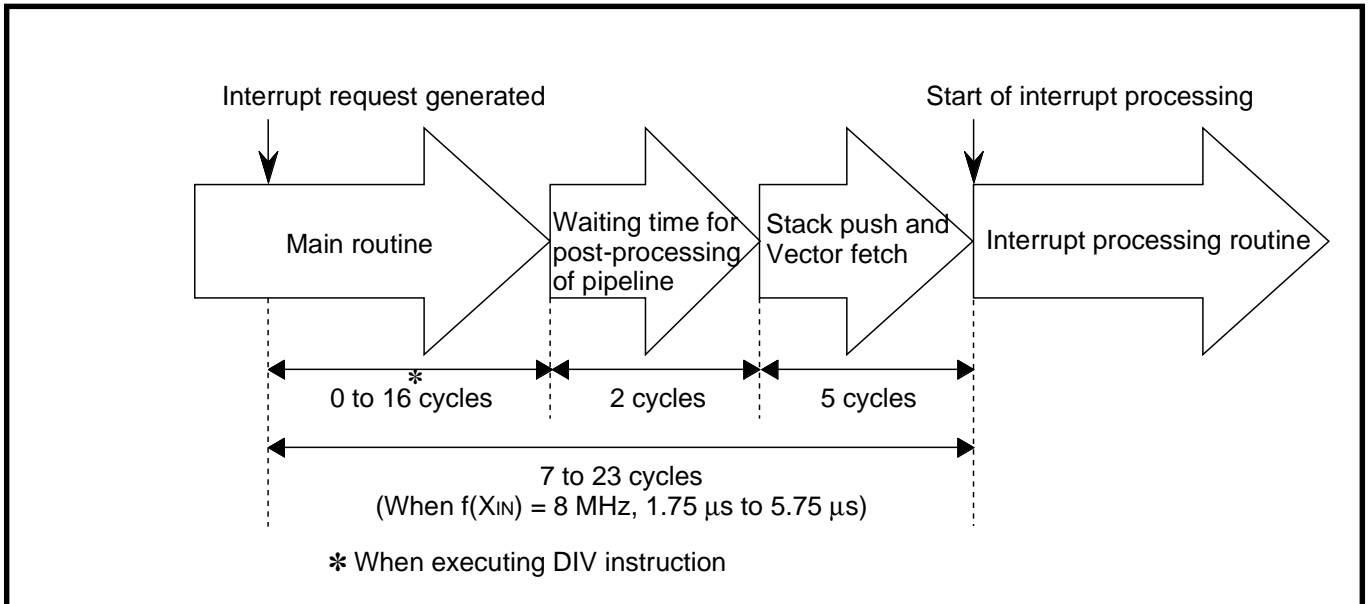 Interrupt request generated
Start of interrupt processing
Main routine
Waiting time for
post-processing
of pipeline
Stack push and
Vector fetch
Interrupt processing routine
*
0 to 16 cycles
2 cycles
5 cycles
7 to 23 cycles
(When f(XIN) = 8 MHz, 1.75 μs to 5.75 μs)
* When executing DIV instruction